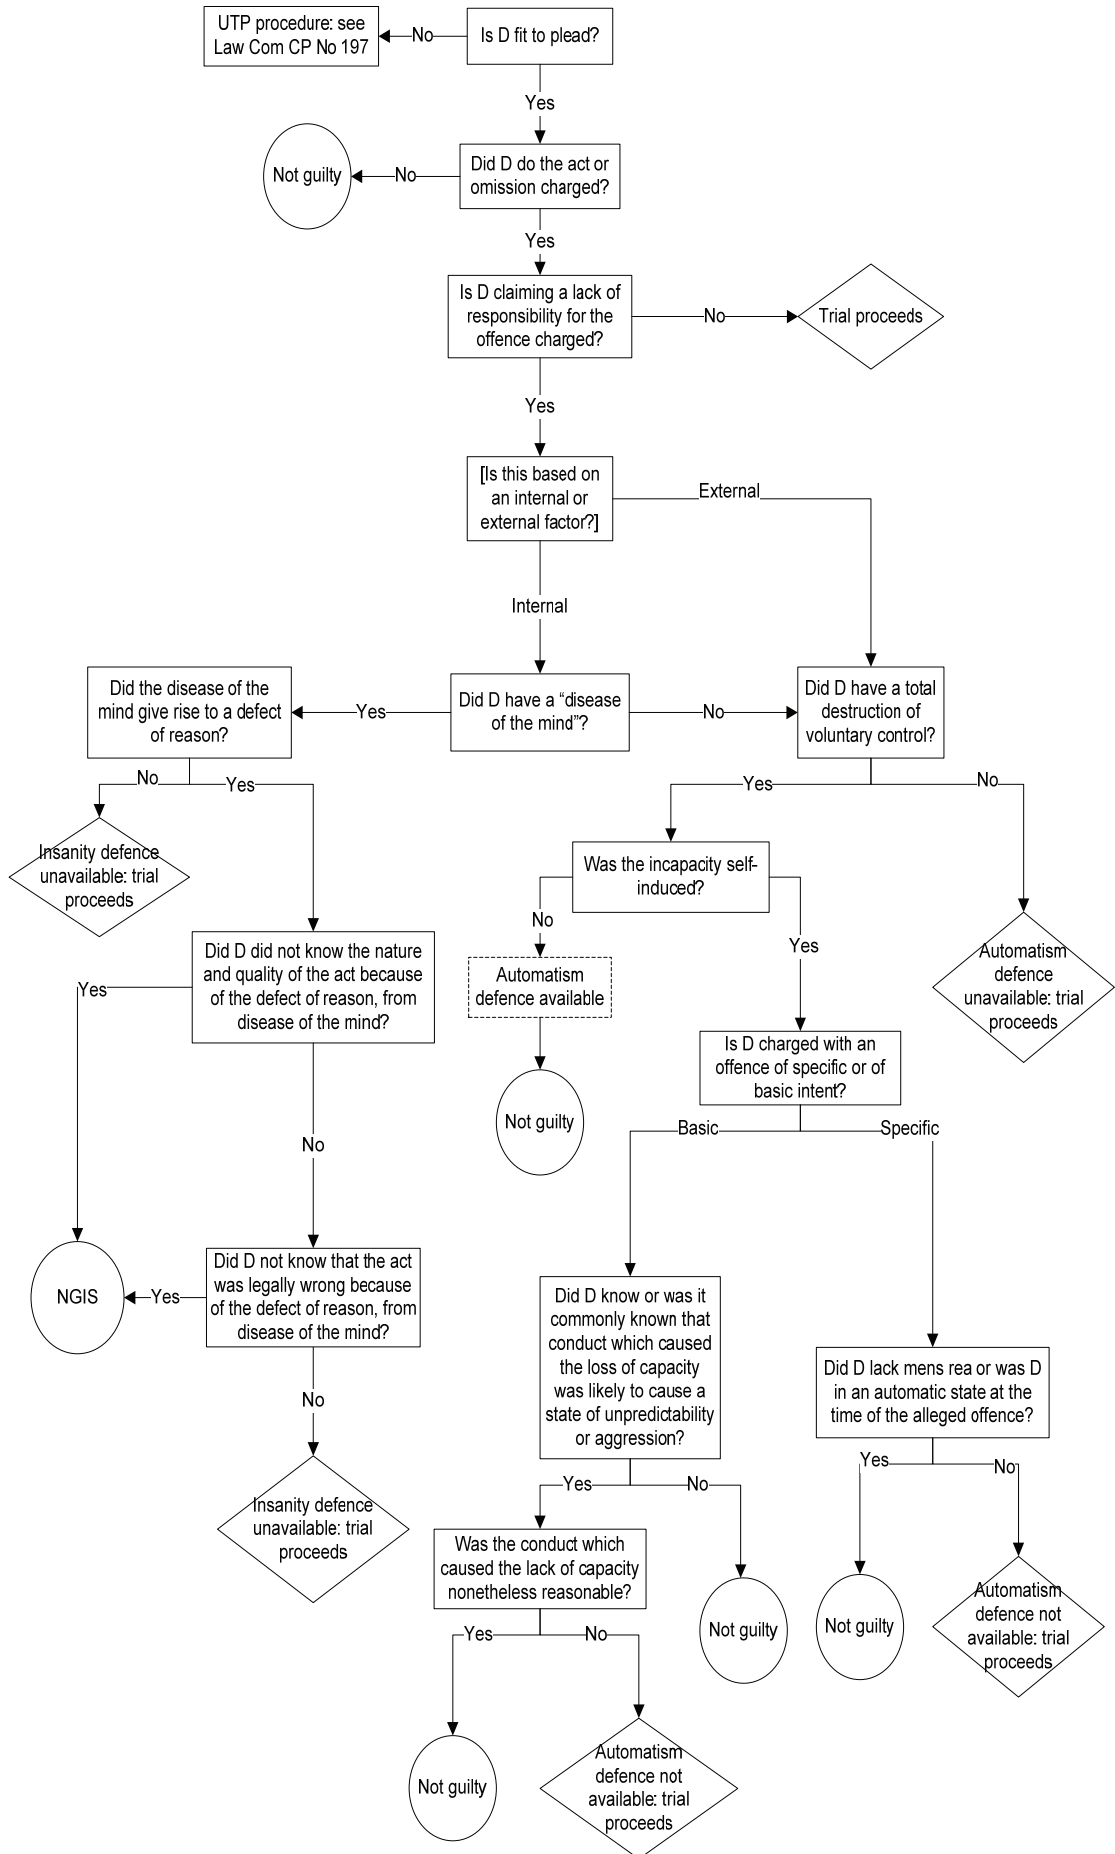 UTP procedure: see
Law Com CP No 197
No
Is D fit to plead?
Yes
Not guilty
No
Did D do the act or
omission charged?
Yes
Is D claiming a lack of
responsibility for the
offence charged?
No
Trial proceeds
Yes
[Is this based on
an internal or
external factor?]
External
Internal
Did the disease of the
mind give rise to a defect
of reason?
Yes
Did D have a “disease
of the mind”?
No
Did D have a total
destruction of
voluntary control?
No
Yes
Yes
No
Insanity defence
unavailable: trial
proceeds
Was the incapacity self-
induced?
No
Yes
Did D did not know the nature
and quality of the act because
of the defect of reason, from
disease of the mind?
Yes
Automatism
defence available
Automatism
defence
unavailable: trial
proceeds
Is D charged with an
offence of specific or of
basic intent?
Not guilty
No
Basic
Specific
NGIS
Yes
Did D not know that the act
was legally wrong because
of the defect of reason, from
disease of the mind?
Did D know or was it
commonly known that
conduct which caused
the loss of capacity
was likely to cause a
state of unpredictability
or aggression?
Did D lack mens rea or was D
in an automatic state at the
time of the alleged offence?
No
Yes
No
Yes
No
Insanity defence
unavailable: trial
proceeds
Was the conduct which
caused the lack of capacity
nonetheless reasonable?
Not guilty
Not guilty
Automatism
defence not
available: trial
proceeds
Yes
No
Not guilty
Automatism
defence not
available: trial
proceeds